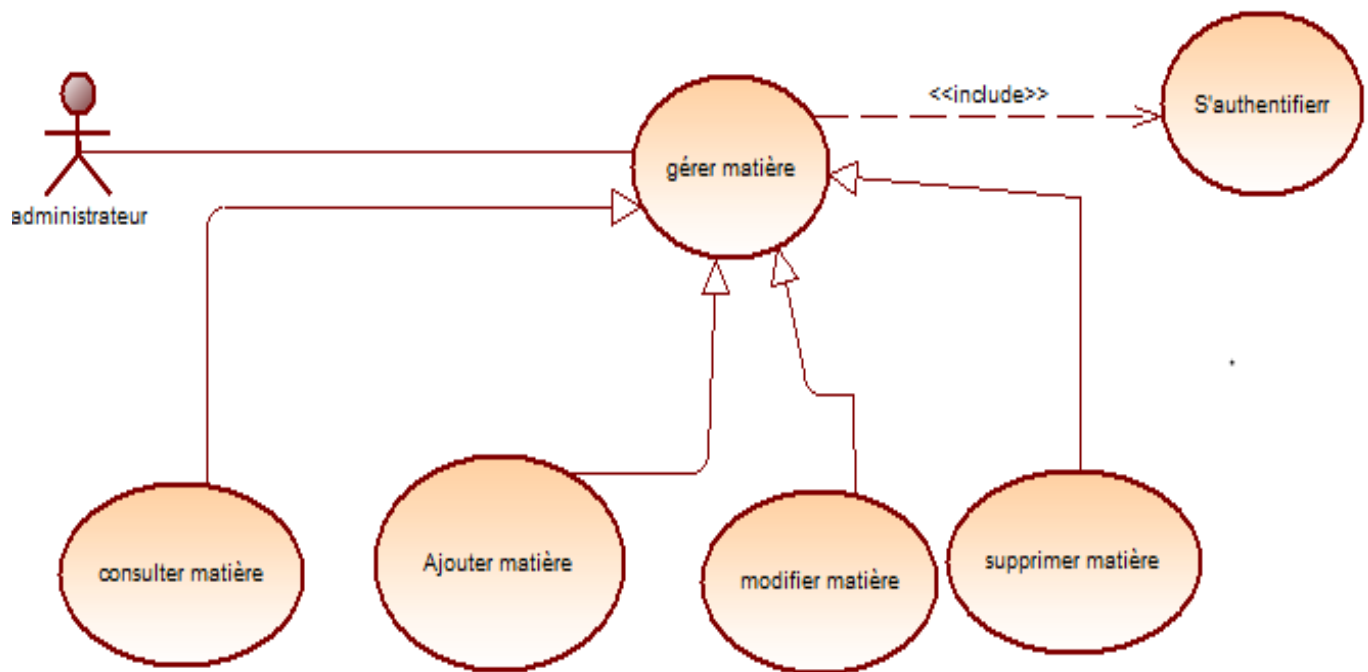 <<include>>
S'authentifierr
gérer matière
administrateur
consulter matière
Ajouter matière
modifier matière
supprimer matière